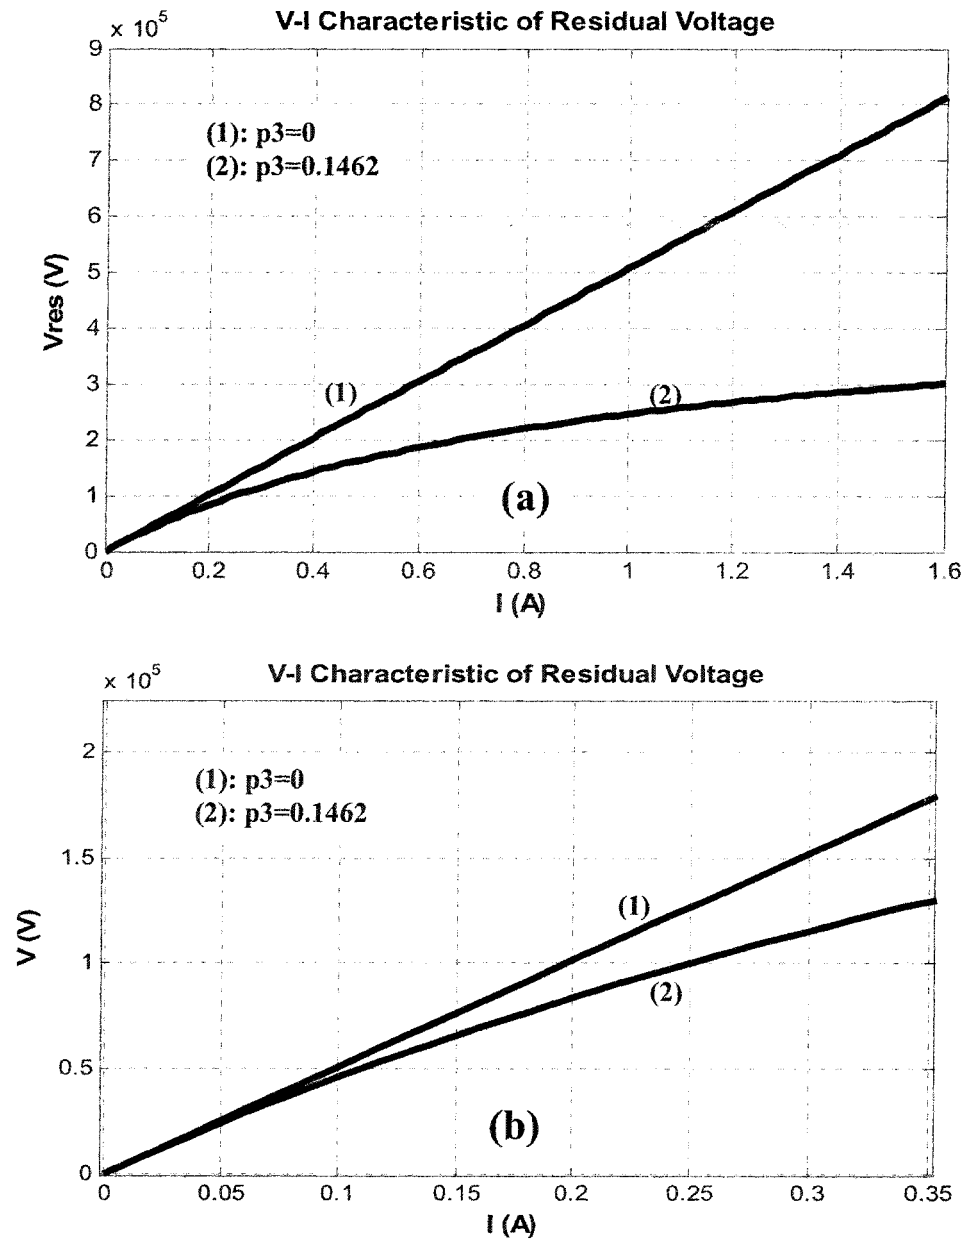 V-I Characteristic of Residual Voltage
x 10^5
9
8
7
6
5
4
3
2
1
0
(1): p3=0
(2): p3=0.1462
Vres (V)
(1)
(2)
(a)
0 0.2 0.4 0.6 0.8 1 1.2 1.4 1.6
I (A)
V-I Characteristic of Residual Voltage
x 10^5
2
1.5
1
0.5
0
(1): p3=0
(2): p3=0.1462
V (V)
(1)
(2)
(b)
0 0.05 0.1 0.15 0.2 0.25 0.3 0.35
I (A)